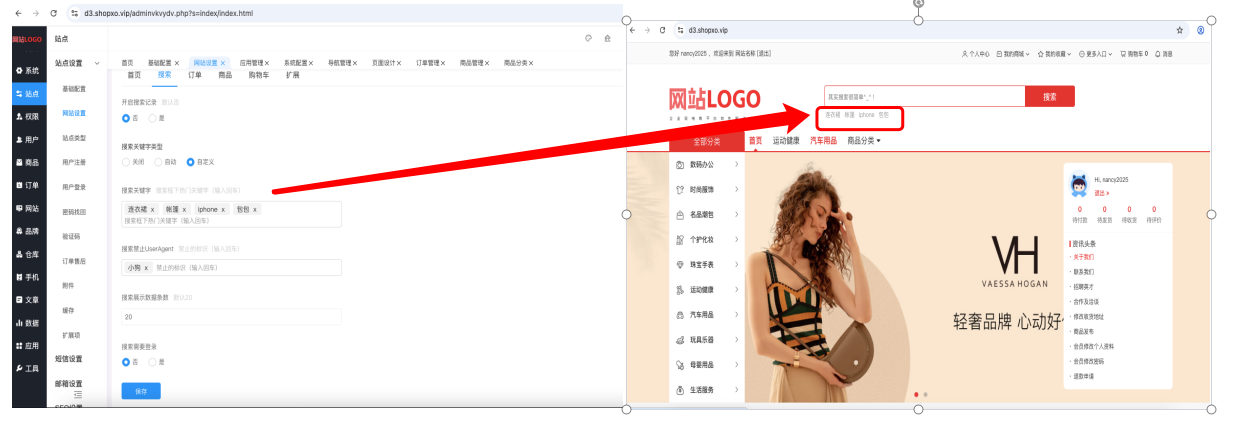 d3.shopxo.vip/adminvkvydv.php?s=index/index.html
网站LOGO
站点
系统
站点
权限
用户
商品
订单
网站
品牌
仓库
手机
文章
数据
应用
工具
站点设置
基础配置
网站设置
站点类型
用户注册
用户登录
密码找回
验证码
订单售后
附件
缓存
扩展项
短信设置
邮箱设置
SEO设置
首页 基础配置 × 网站设置 × 应用管理 × 系统配置 × 导航管理 × 页面设计 × 订单管理 × 商品管理 × 商品分类 ×
首页 搜索 订单 商品 购物车 扩展
开启搜索记录 默认否
否 是
搜索关键字类型
关闭 自动 自定义
搜索关键字 搜索框下热门关键字（输入回车）
连衣裙 x 帐篷 x iphone x 包包 x
搜索框下热门关键字（输入回车）
搜索禁止UserAgent 禁止的标识（输入回车）
小狗 x 禁止的标识（输入回车）
搜索展示数据条数 默认20
20
搜索需要登录
否 是
保存
d3.shopxo.vip
您好 nancy2025 ，欢迎来到 网站名称 [退出]
个人中心 我的商城 我的收藏 更多入口 购物车 0 消息
网站LOGO
其实搜索很简单^_^！
搜索
连衣裙 帐篷 iphone 包包
全部分类 首页 运动健康 汽车用品 商品分类
数码办公
时尚服饰
名品潮包
个护化妆
珠宝手表
运动健康
汽车用品
玩具乐器
母婴用品
生活服务
VH
VAESSA HOGAN
轻奢品牌 心动好
Hi, nancy2025
退出 »
0 0 0 0
待付款 待发货 待收货 待评价
资讯头条
· 关于我们
· 联系我们
· 招聘英才
· 合作及洽谈
· 修改收货地址
· 商品发布
· 会员修改个人资料
· 会员修改密码
· 退款申请